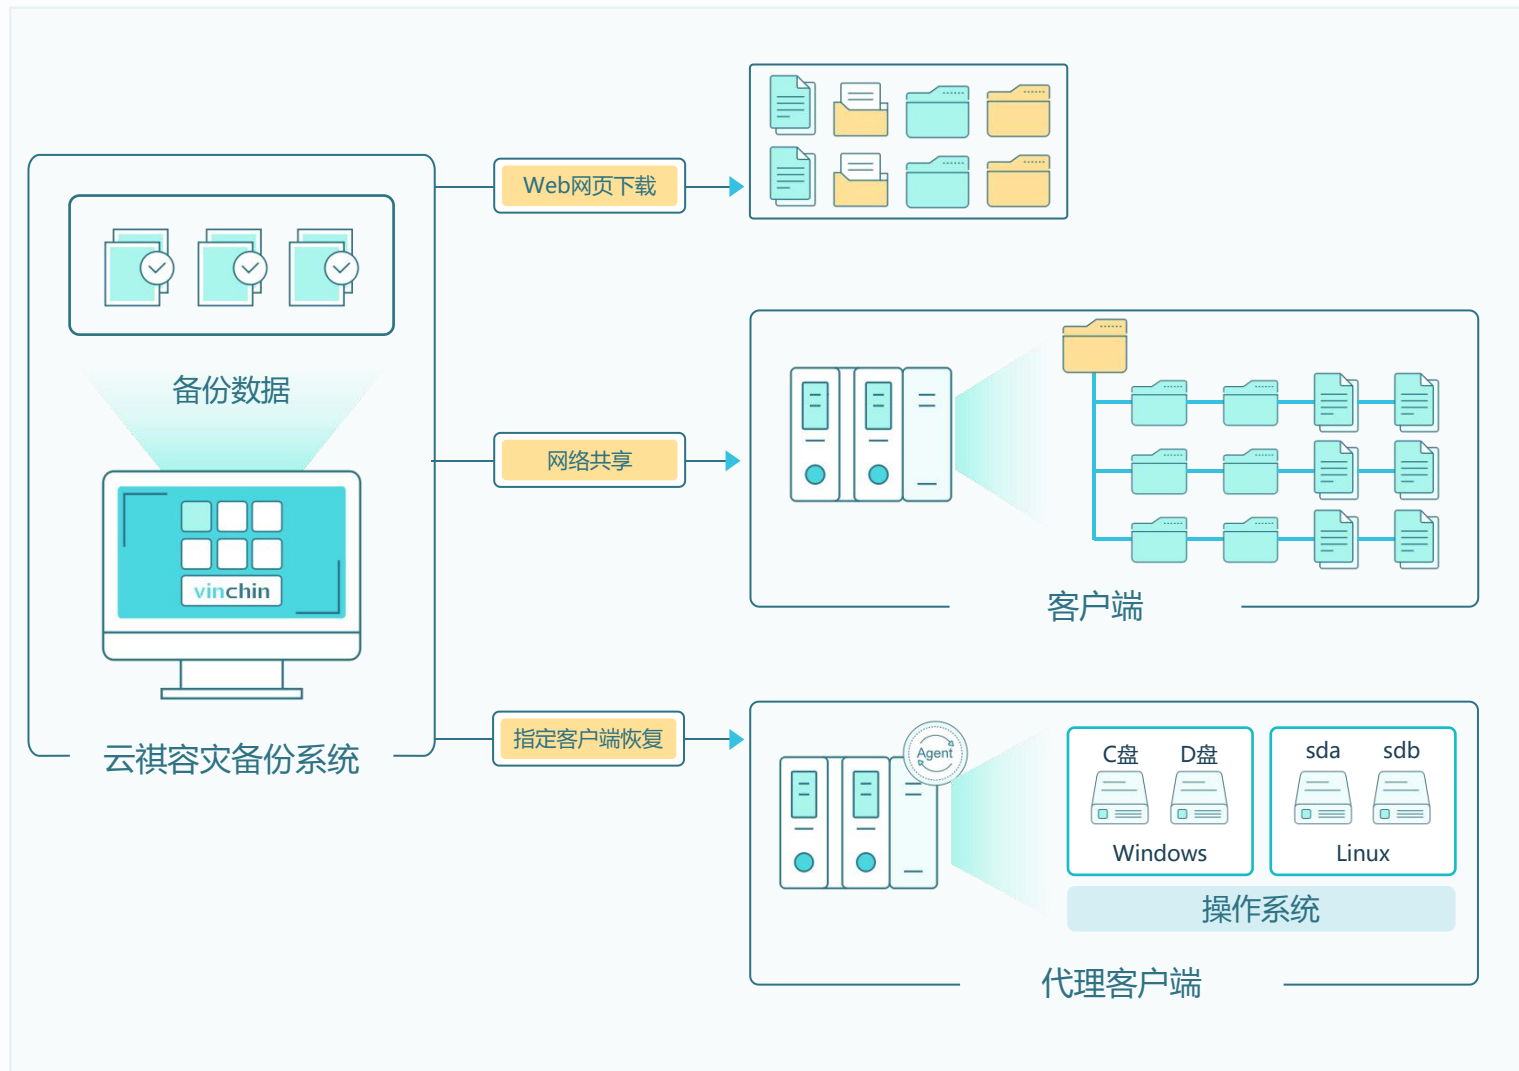 Web网页下载
备份数据
网络共享
vinchin
客户端
指定客户端恢复
云祺容灾备份系统
Agent
C盘 D盘
sda sdb
Windows
Linux
操作系统
代理客户端